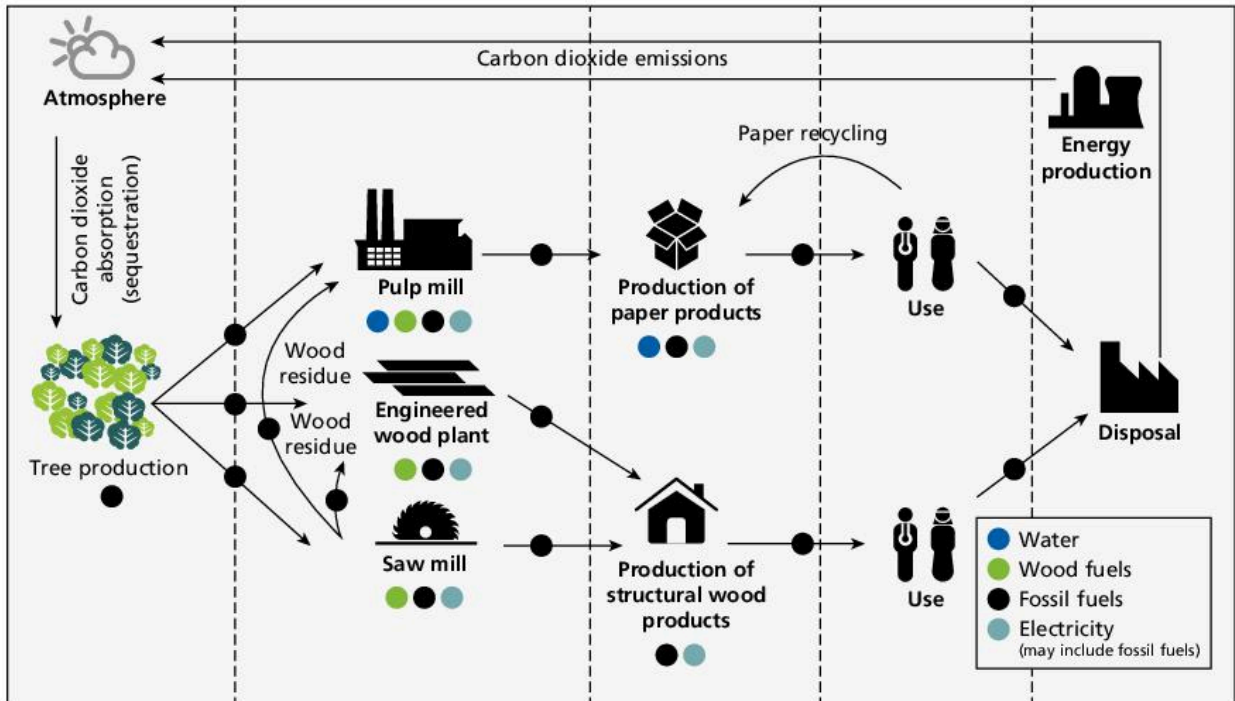 Carbon dioxide emissions
Atmosphere
Energy
production
Paper recycling
Carbon dioxide
absorption
(sequestration)
Pulp mill
Production of
paper products
Use
Wood
residue
Engineered
wood plant
Wood
residue
Disposal
Tree production
Saw mill
Production of
structural wood
products
Use
Water
Wood fuels
Fossil fuels
Electricity
(may include fossil fuels)